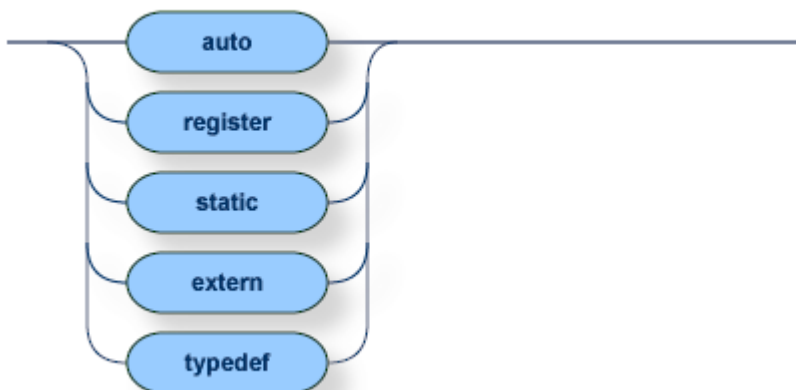 auto
register
static
extern
typedef